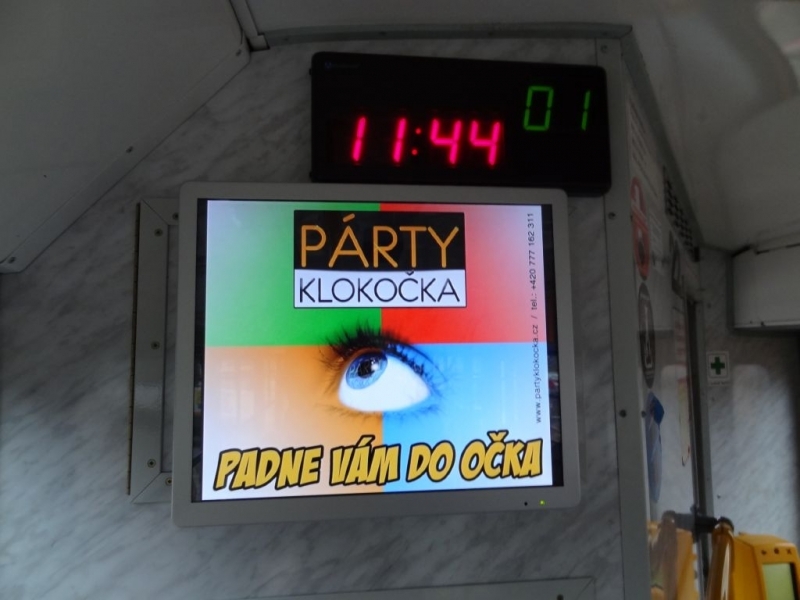 01
11:44
PÁRTY
KLOKOČKA
www.partyklokocka.cz / tel.: +420 777 162 311
PADNE VÁM DO OČKA